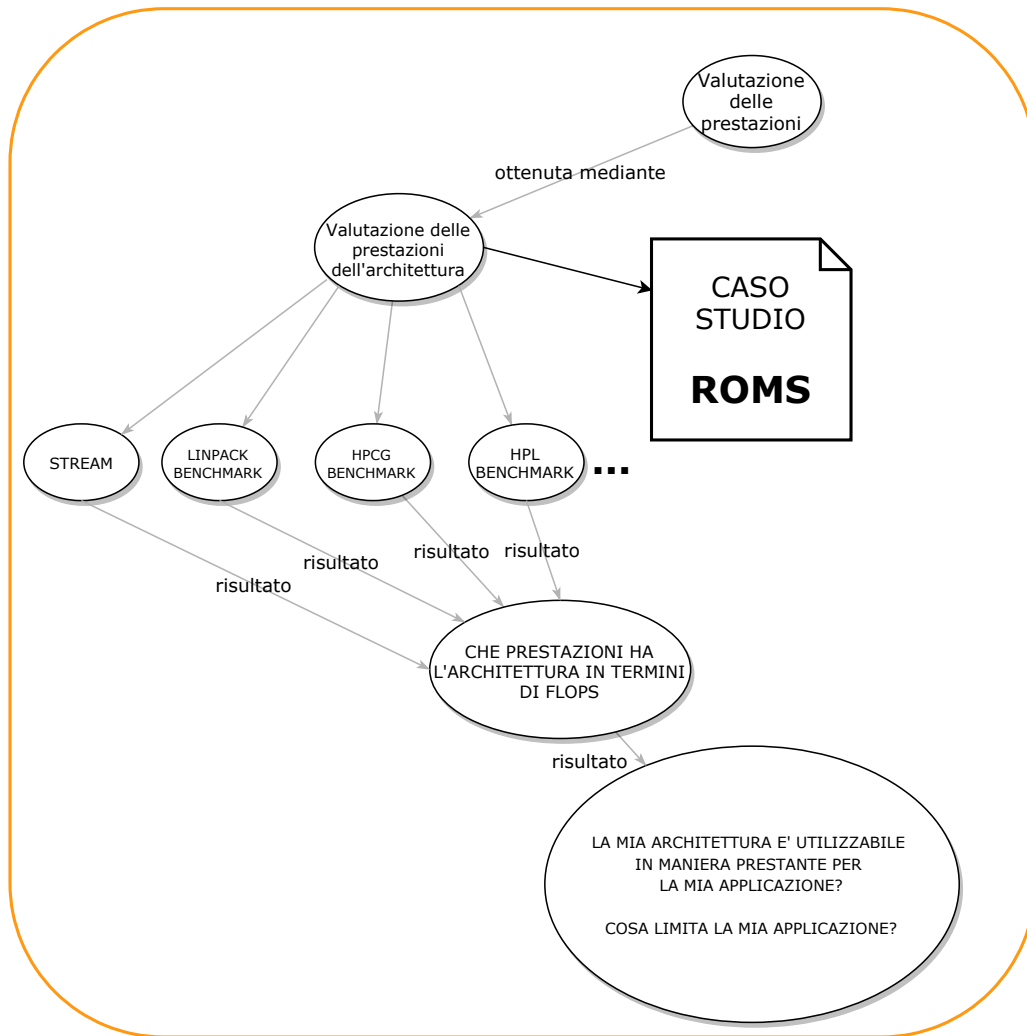 Valutazione
delle
prestazioni
ottenuta mediante
Valutazione delle
prestazioni
dell'architettura
CASO
STUDIO
ROMS
STREAM
LINPACK
BENCHMARK
HPCG
BENCHMARK
HPL
BENCHMARK
...
risultato
risultato
risultato
risultato
CHE PRESTAZIONI HA
L'ARCHITETTURA IN TERMINI
DI FLOPS
risultato
LA MIA ARCHITETTURA E' UTILIZZABILE
IN MANIERA PRESTANTE PER
LA MIA APPLICAZIONE?
COSA LIMITA LA MIA APPLICAZIONE?